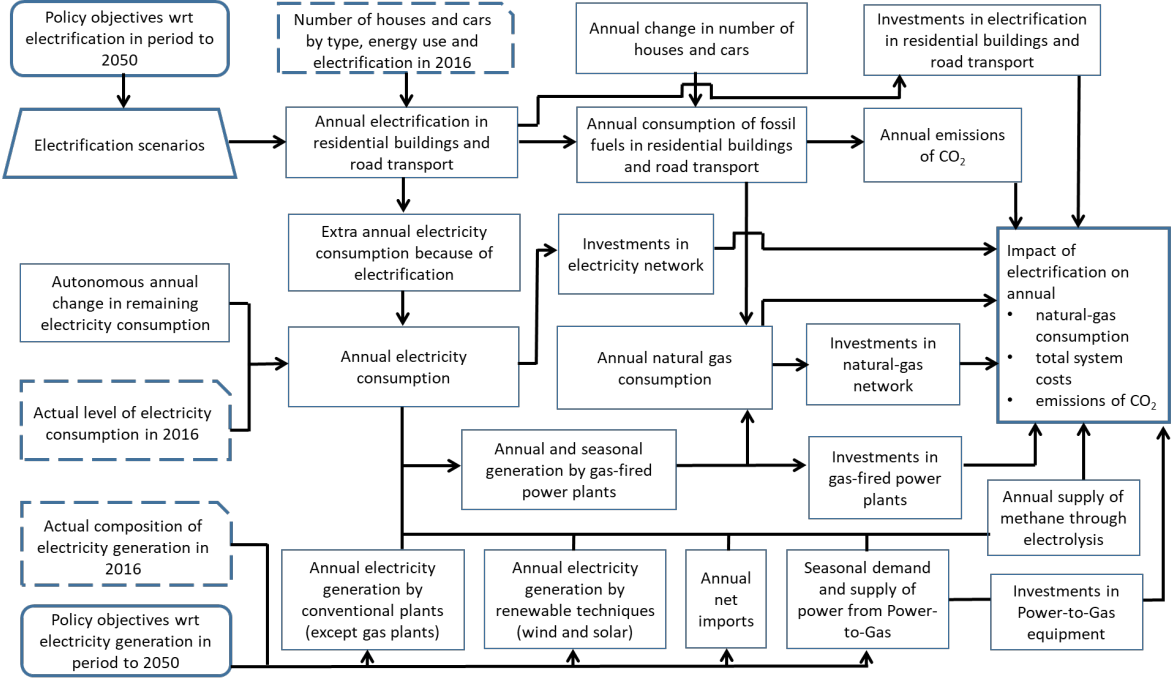 Policy objectives wrt
electrification in period to
2050
Number of houses and cars
by type, energy use and
electrification in 2016
Annual change in number of
houses and cars
Investments in electrification
in residential buildings and
road transport
Electrification scenarios
Annual electrification in
residential buildings and
road transport
Annual consumption of fossil
fuels in residential buildings
and road transport
Annual emissions
of CO₂
Extra annual electricity
consumption because of
electrification
Investments in
electricity network
Impact of
electrification on
annual
• natural-gas
consumption
• total system
costs
• emissions of CO₂
Autonomous annual
change in remaining
electricity consumption
Annual electricity
consumption
Annual natural gas
consumption
Investments in
natural-gas
network
Actual level of electricity
consumption in 2016
Annual and seasonal
generation by gas-fired
power plants
Investments in
gas-fired power
plants
Annual supply of
methane through
electrolysis
Actual composition of
electricity generation in
2016
Annual electricity
generation by
conventional plants
(except gas plants)
Annual electricity
generation by
renewable techniques
(wind and solar)
Annual
net
imports
Seasonal demand
and supply of
power from Power-
to-Gas
Investments in
Power-to-Gas
equipment
Policy objectives wrt
electricity generation in
period to 2050